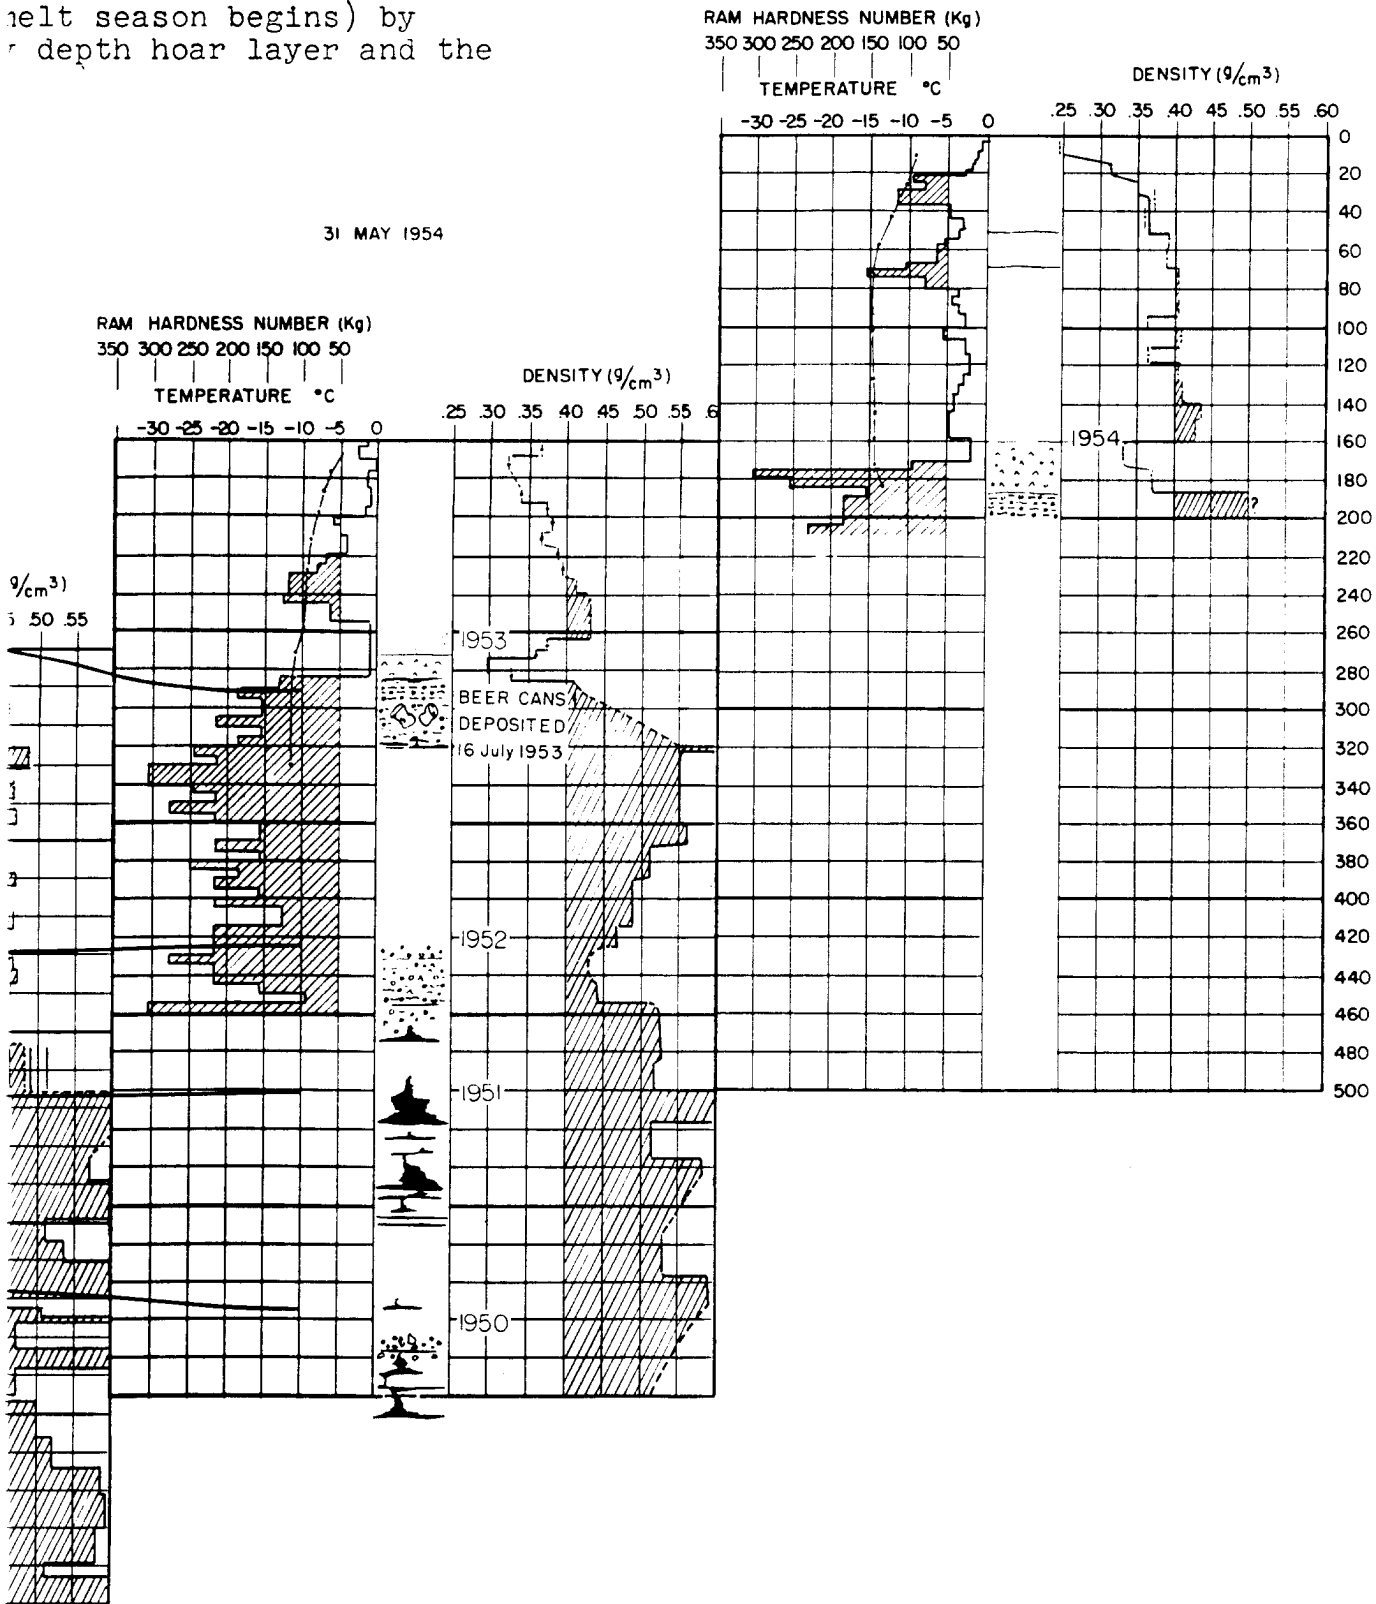 melt season begins) by
depth hoar layer and the
31 MAY 1954
RAM HARDNESS NUMBER (Kg)
350 300 250 200 150 100 50
TEMPERATURE °C
-30 -25 -20 -15 -10 -5 0
DENSITY (g/cm3)
.25 .30 .35 .40 .45 .50 .55 .60
0
20
40
60
80
100
120
140
1954
160
180
?
200
220
240
260
280
300
320
340
360
380
400
420
440
460
480
500
RAM HARDNESS NUMBER (Kg)
350 300 250 200 150 100 50
TEMPERATURE °C
-30 -25 -20 -15 -10 -5 0
DENSITY (g/cm3)
.25 .30 .35 .40 .45 .50 .55 .6
1953
BEER CANS
DEPOSITED
16 July 1953
1952
1951
1950
g/cm3)
5 .50 .55